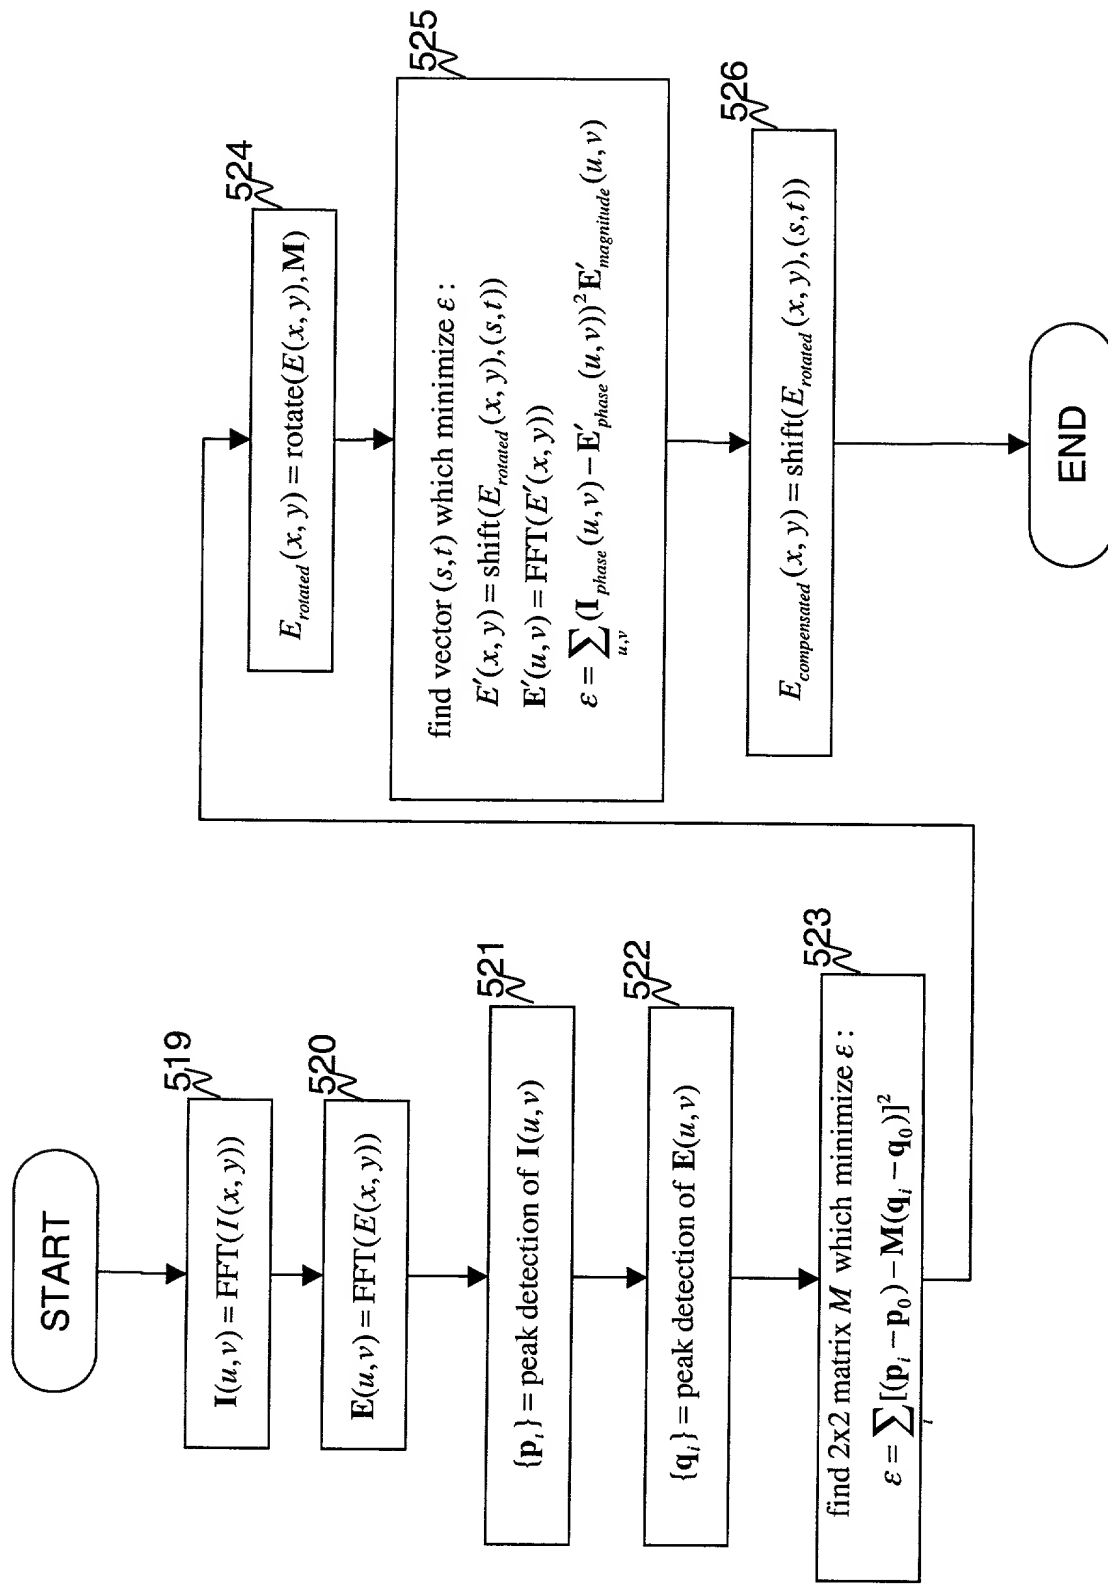 START
519
I(u,v) = FFT(I(x,y))
520
E(u,v) = FFT(E(x,y))
521
{p_i} = peak detection of I(u,v)
522
{q_i} = peak detection of E(u,v)
523
find 2x2 matrix M which minimize ε :
ε = ∑_i [(p_i − p_0) − M(q_i − q_0)]²
524
E_rotated(x,y) = rotate(E(x,y),M)
525
find vector (s,t) which minimize ε :
E′(x,y) = shift(E_rotated(x,y),(s,t))
E′(u,v) = FFT(E′(x,y))
ε = ∑_u,v (I_phase(u,v) − E′_phase(u,v))² E′_magnitude(u,v)
526
E_compensated(x,y) = shift(E_rotated(x,y),(s,t))
END